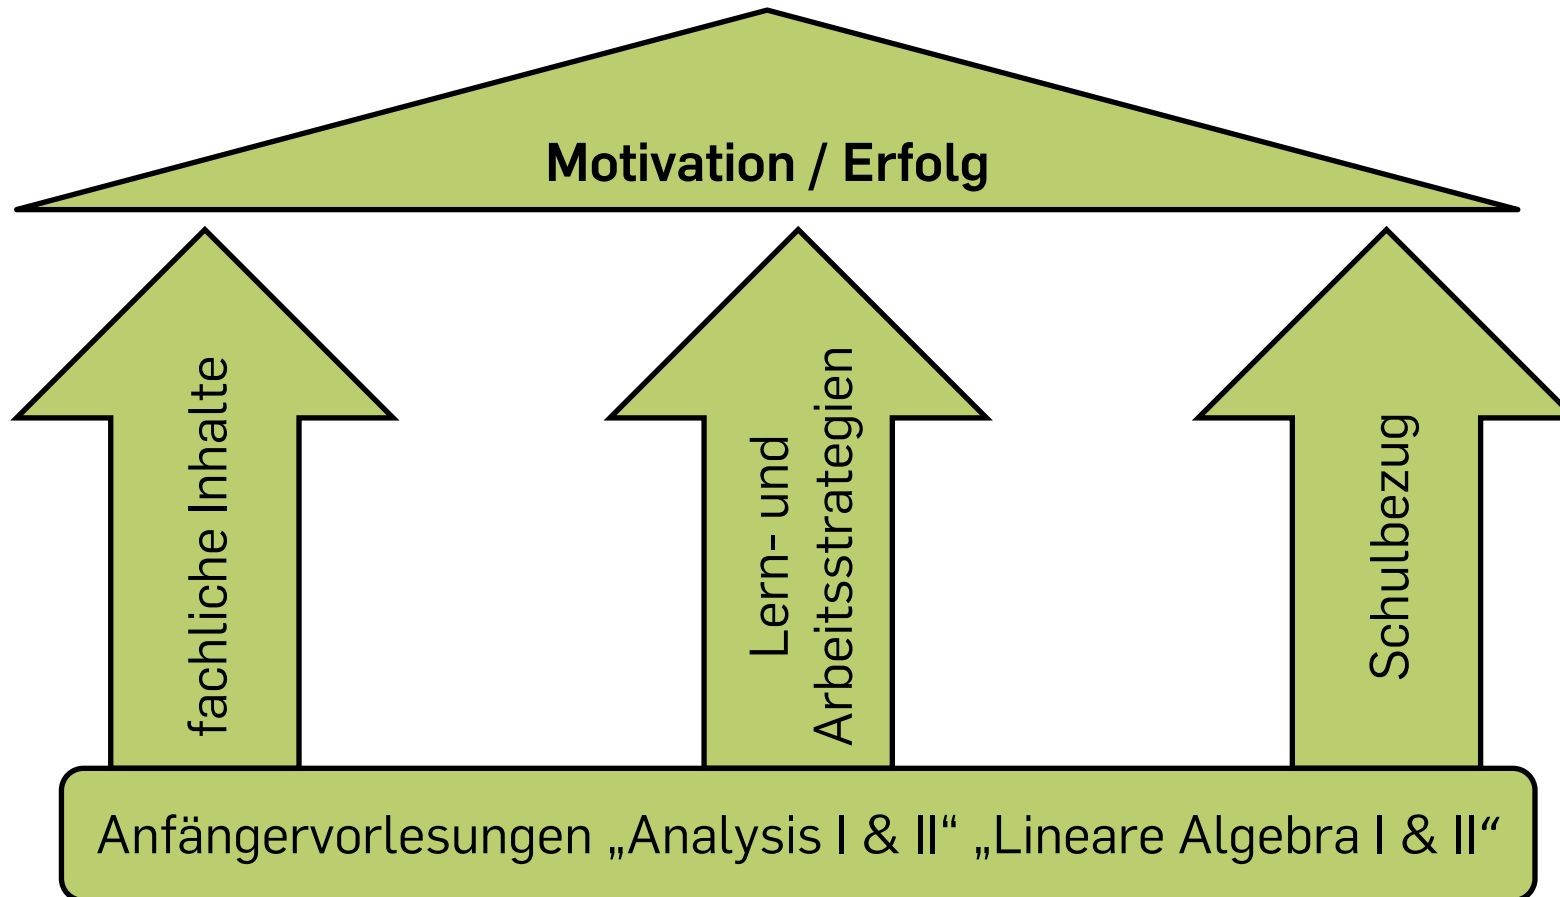 Motivation / Erfolg
fachliche Inhalte
Lern- und
Arbeitsstrategien
Schulbezug
Anfängervorlesungen „Analysis I & II“ „Lineare Algebra I & II“